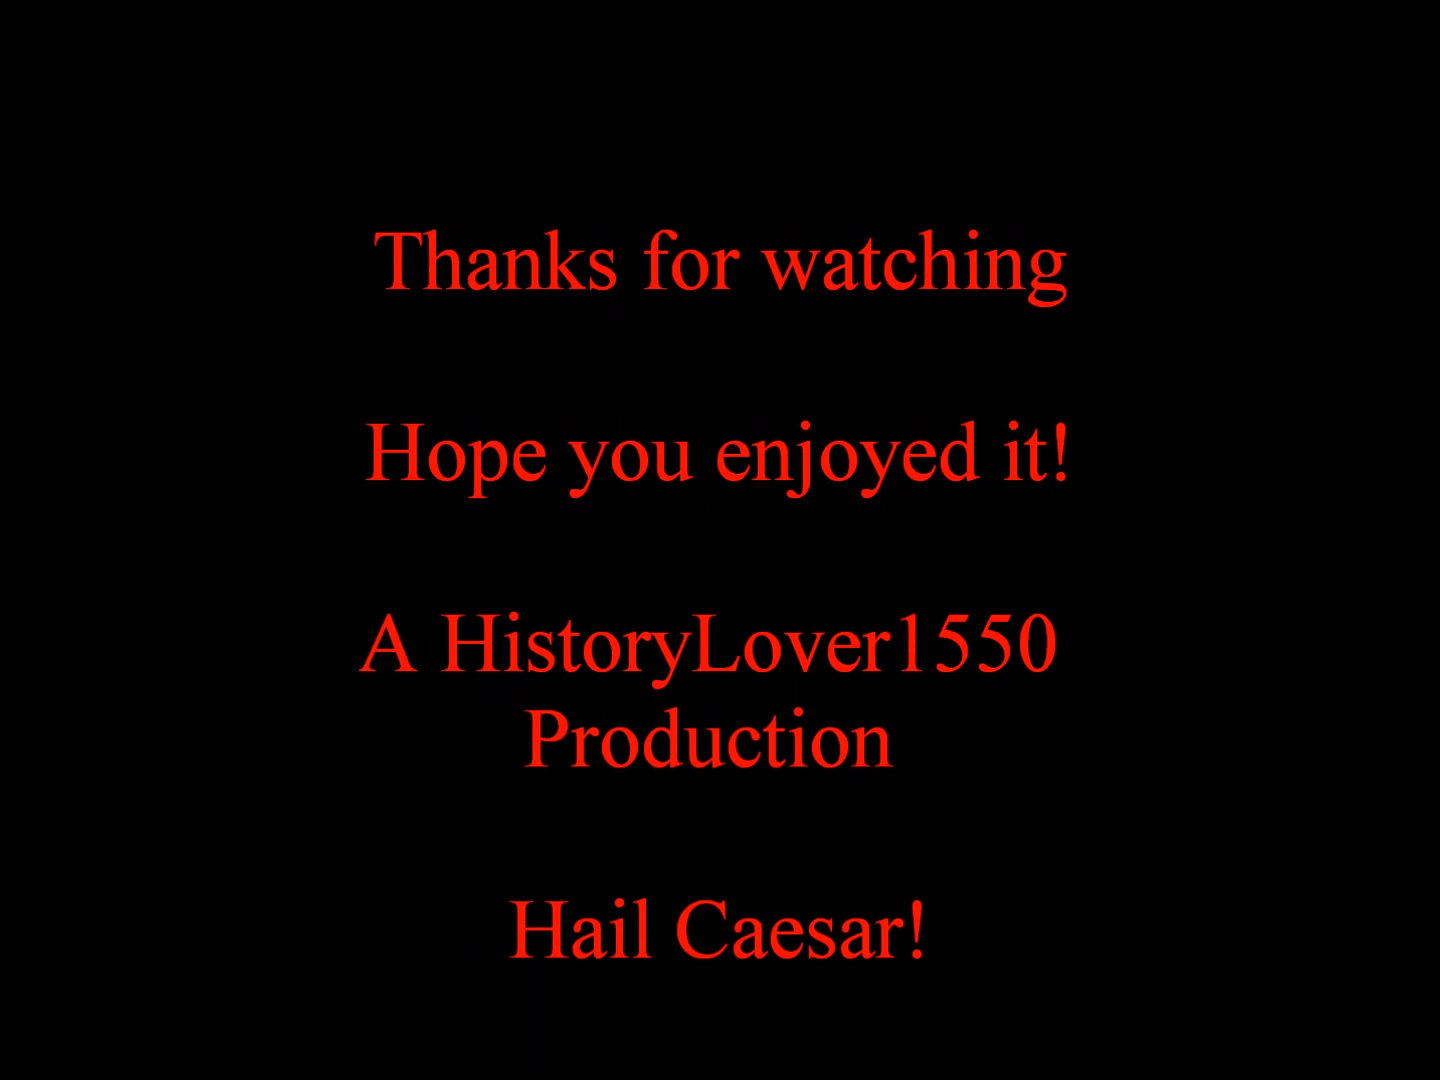 Thanks for watching
Hope you enjoyed it!
A HistoryLover1550
Production
Hail Caesar!